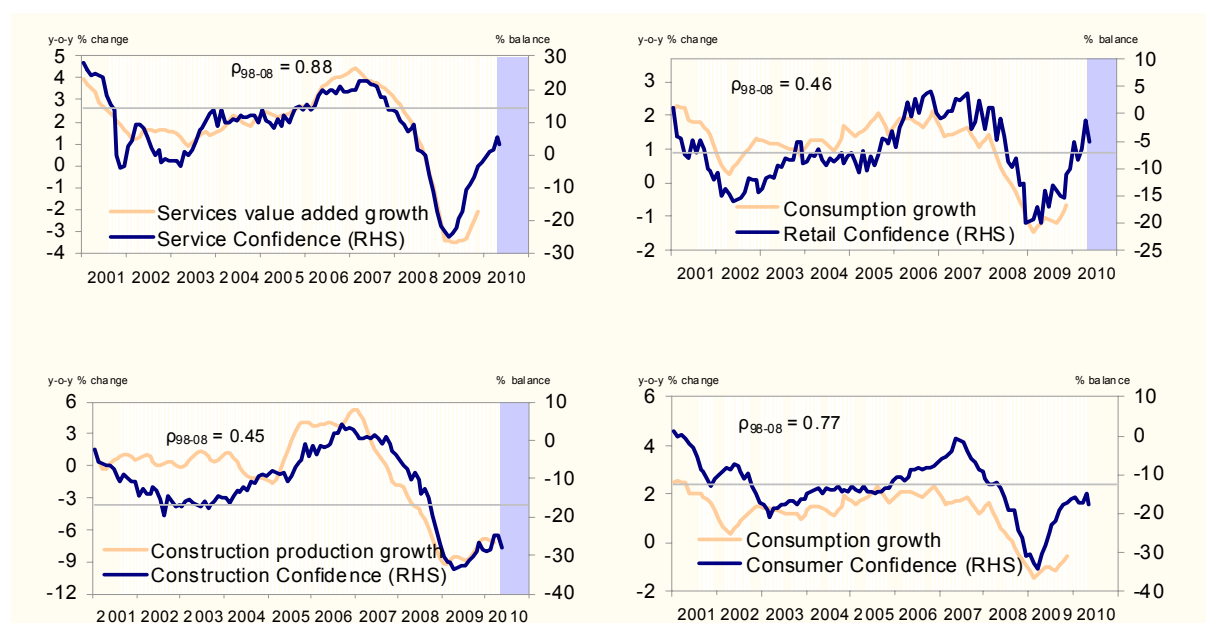 y-o-y % change
% balance
ρ98-08 = 0.88
5
4
3
2
1
0
-1
-2
-3
-4
30
20
10
0
-10
-20
-30
Services value added growth
Service Confidence (RHS)
2001 2002 2003 2004 2005 2006 2007 2008 2009 2010
y-o-y % change
% balance
ρ98-08 = 0.46
3
2
1
0
-1
-2
10
5
0
-5
-10
-15
-20
-25
Consumption growth
Retail Confidence (RHS)
2001 2002 2003 2004 2005 2006 2007 2008 2009 2010
y-o-y % change
% balance
ρ98-08 = 0.45
6
3
0
-3
-6
-9
-12
10
0
-10
-20
-30
-40
Construction production growth
Construction Confidence (RHS)
2001 2002 2003 2004 2005 2006 2007 2008 2009 2010
y-o-y % change
% balance
ρ98-08 = 0.77
6
4
2
0
-2
10
0
-10
-20
-30
-40
Consumption growth
Consumer Confidence (RHS)
2001 2002 2003 2004 2005 2006 2007 2008 2009 2010